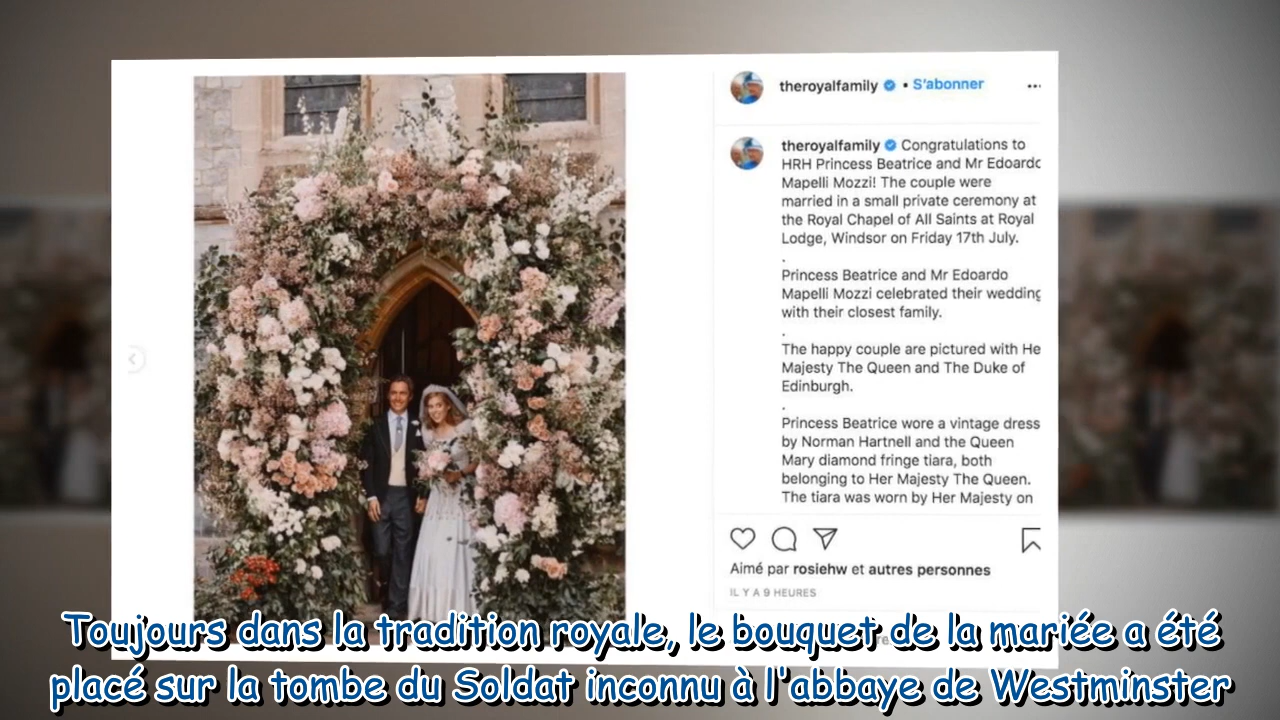 theroyalfamily • S'abonner
theroyalfamily Congratulations to
HRH Princess Beatrice and Mr Edoardo
Mapelli Mozzi! The couple were
married in a small private ceremony at
the Royal Chapel of All Saints at Royal
Lodge, Windsor on Friday 17th July.
.
Princess Beatrice and Mr Edoardo
Mapelli Mozzi celebrated their wedding
with their closest family.
.
The happy couple are pictured with He
Majesty The Queen and The Duke of
Edinburgh.
.
Princess Beatrice wore a vintage dress
by Norman Hartnell and the Queen
Mary diamond fringe tiara, both
belonging to Her Majesty The Queen.
The tiara was worn by Her Majesty on
Aimé par rosiehw et autres personnes
IL Y A 9 HEURES
Toujours dans la tradition royale, le bouquet de la mariée a été
placé sur la tombe du Soldat inconnu à l'abbaye de Westminster